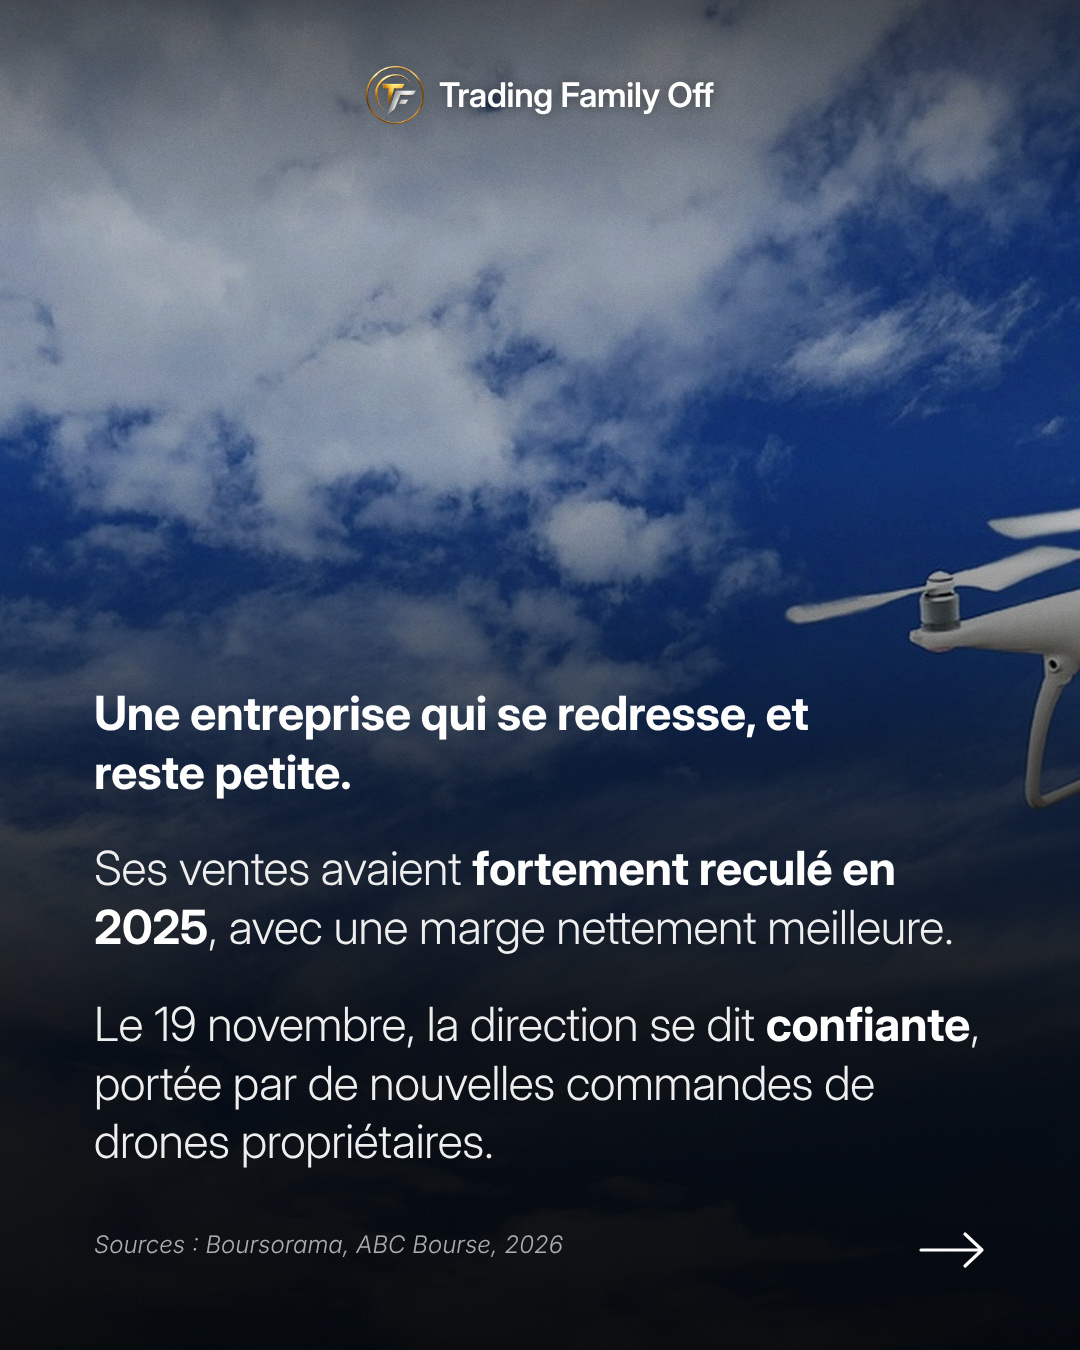 TF Trading Family Off
Une entreprise qui se redresse, et
reste petite.
Ses ventes avaient fortement reculé en
2025, avec une marge nettement meilleure.
Le 19 novembre, la direction se dit confiante,
portée par de nouvelles commandes de
drones propriétaires.
Sources : Boursorama, ABC Bourse, 2026